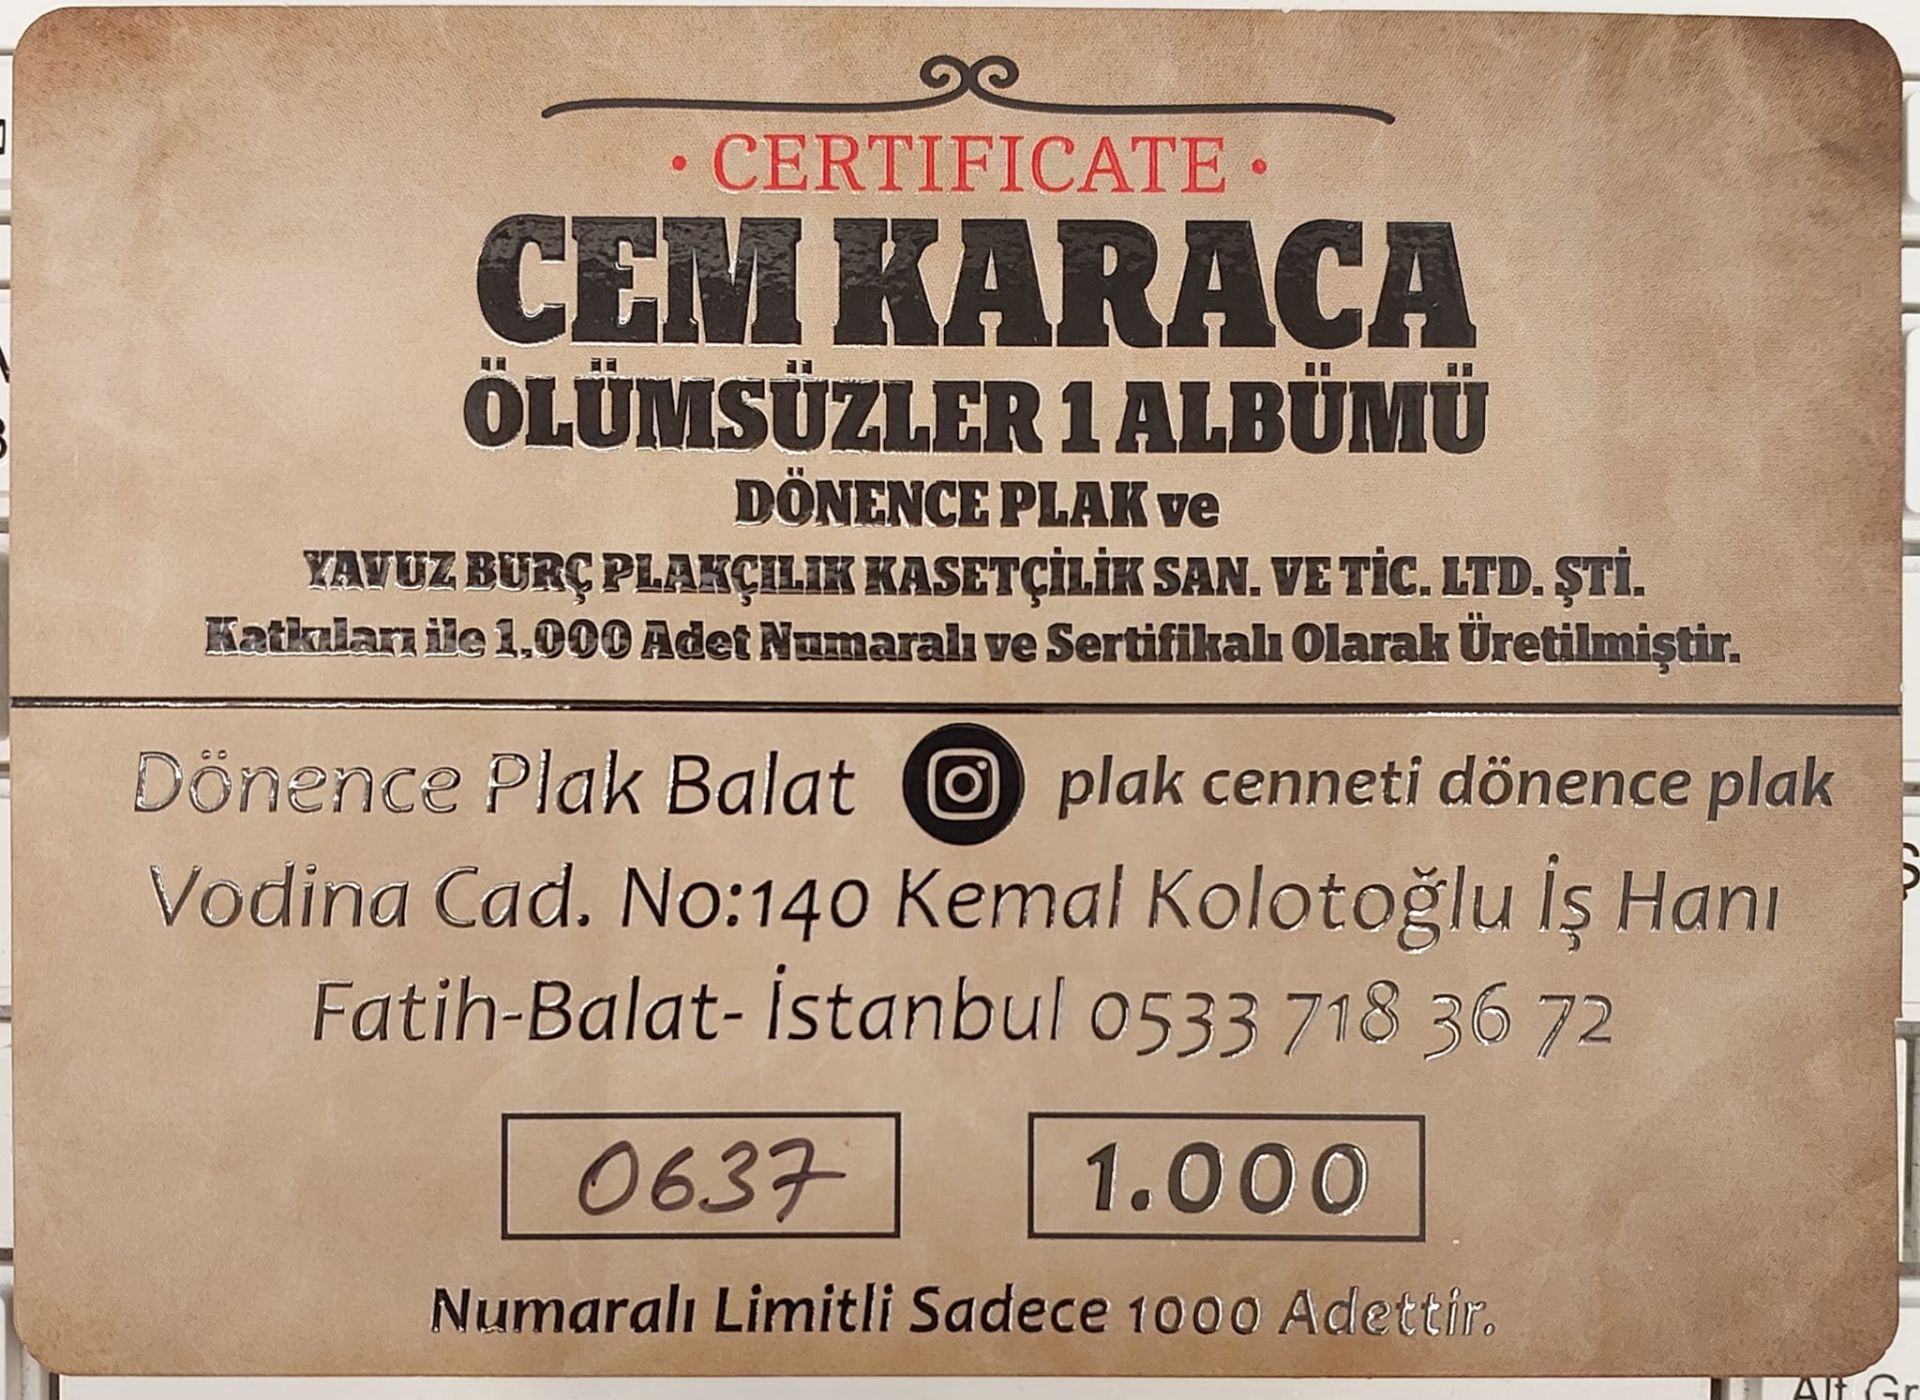 • CERTIFICATE •
CEM KARACA
ÖLÜMSÜZLER 1 ALBÜMÜ
DÖNENCE PLAK ve
YAVUZ BURÇ PLAKÇILIK KASETÇİLİK SAN. VE TİC. LTD. ŞTİ.
Katkıları ile 1.000 Adet Numaralı ve Sertifikalı Olarak Üretilmiştir.
Dönence Plak Balat plak cenneti dönence plak
Vodina Cad. No:140 Kemal Kolotoğlu İş Hanı
Fatih-Balat- İstanbul 0533 718 36 72
0637 1.000
Numaralı Limitli Sadece 1000 Adettir.
Alt Gr